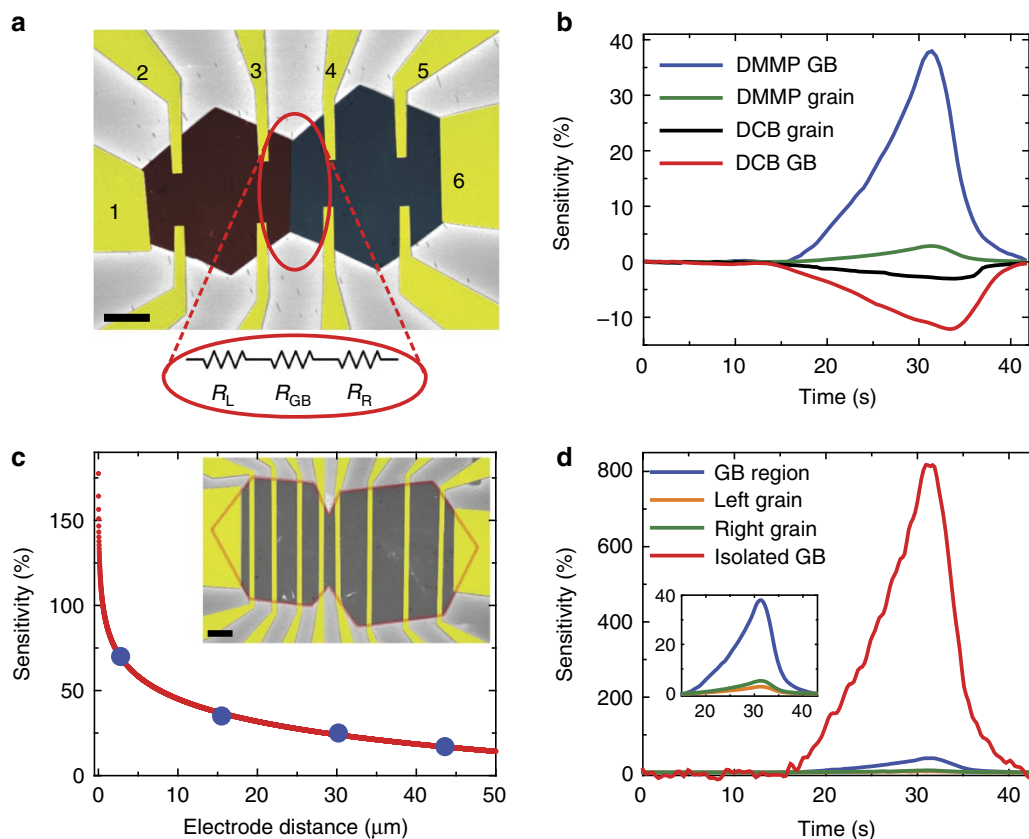 a
2
3
4
5
1
6
R_L R_GB R_R
b
Sensitivity (%)
40
30
20
10
0
−10
DMMP GB
DMMP grain
DCB grain
DCB GB
0 10 20 30 40
Time (s)
c
Sensitivity (%)
150
100
50
0
0 10 20 30 40 50
Electrode distance (μm)
d
Sensitivity (%)
800
600
400
200
0
GB region
Left grain
Right grain
Isolated GB
40
20
0
20 30 40
0 10 20 30 40
Time (s)